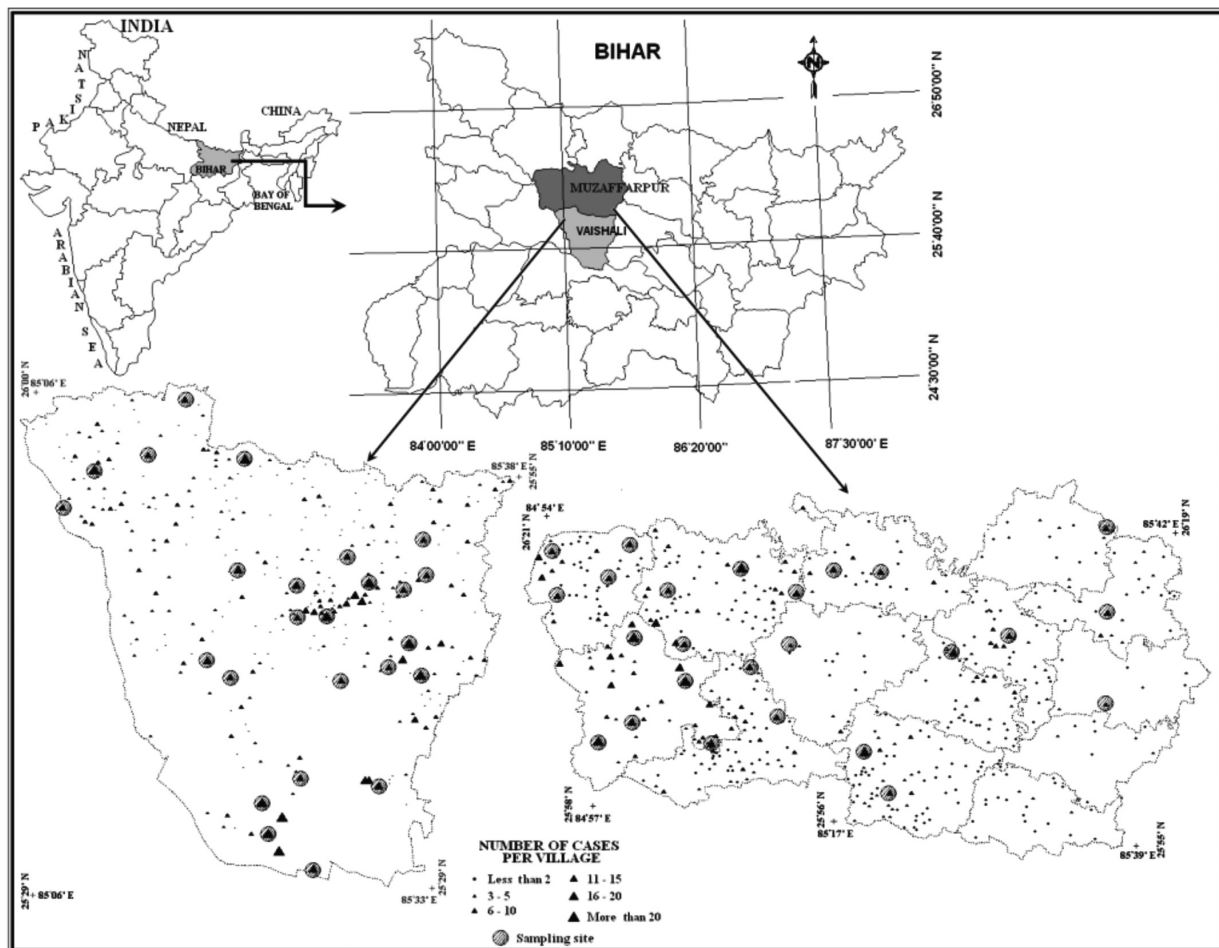 INDIA
PAKISTAN
NEPAL
CHINA
BIHAR
BAY OF
BENGAL
ARABIAN SEA
BIHAR
N
MUZAFFARPUR
VAISHALI
26°50'00" N
25°40'00" N
24°30'00" N
84°00'00" E
85°10'00" E
86°20'00" E
87°30'00" E
26°00' N
85°06' E
85°38' E
25°55' N
25°29' N
85°06' E
85°33' E
25°29' N
84°54' E
26°21' N
85°42' E
26°19' N
25°58' N
84°57' E
25°56' N
85°17' E
85°39' E
25°55' N
NUMBER OF CASES
PER VILLAGE
Less than 2
3 - 5
6 - 10
11 - 15
16 - 20
More than 20
Sampling site